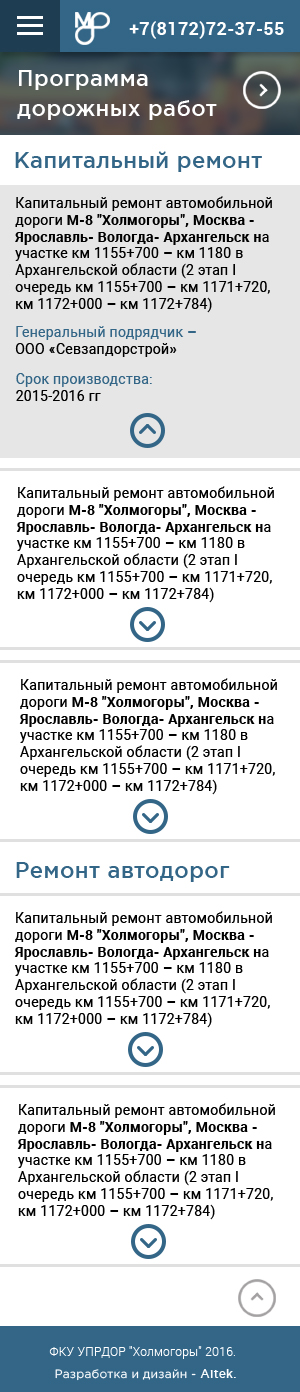 МДР
+7(8172)72-37-55
Программа
дорожных работ
Капитальный ремонт
Капитальный ремонт автомобильной
дороги М-8 "Холмогоры", Москва -
Ярославль- Вологда- Архангельск на
участке км 1155+700 – км 1180 в
Архангельской области (2 этап I
очередь км 1155+700 – км 1171+720,
км 1172+000 – км 1172+784)
Генеральный подрядчик –
ООО «Севзапдорстрой»
Срок производства:
2015-2016 гг
Капитальный ремонт автомобильной
дороги М-8 "Холмогоры", Москва -
Ярославль- Вологда- Архангельск на
участке км 1155+700 – км 1180 в
Архангельской области (2 этап I
очередь км 1155+700 – км 1171+720,
км 1172+000 – км 1172+784)
Капитальный ремонт автомобильной
дороги М-8 "Холмогоры", Москва -
Ярославль- Вологда- Архангельск на
участке км 1155+700 – км 1180 в
Архангельской области (2 этап I
очередь км 1155+700 – км 1171+720,
км 1172+000 – км 1172+784)
Ремонт автодорог
Капитальный ремонт автомобильной
дороги М-8 "Холмогоры", Москва -
Ярославль- Вологда- Архангельск на
участке км 1155+700 – км 1180 в
Архангельской области (2 этап I
очередь км 1155+700 – км 1171+720,
км 1172+000 – км 1172+784)
Капитальный ремонт автомобильной
дороги М-8 "Холмогоры", Москва -
Ярославль- Вологда- Архангельск на
участке км 1155+700 – км 1180 в
Архангельской области (2 этап I
очередь км 1155+700 – км 1171+720,
км 1172+000 – км 1172+784)
ФКУ УПРДОР "Холмогоры" 2016.
Разработка и дизайн - Altek.